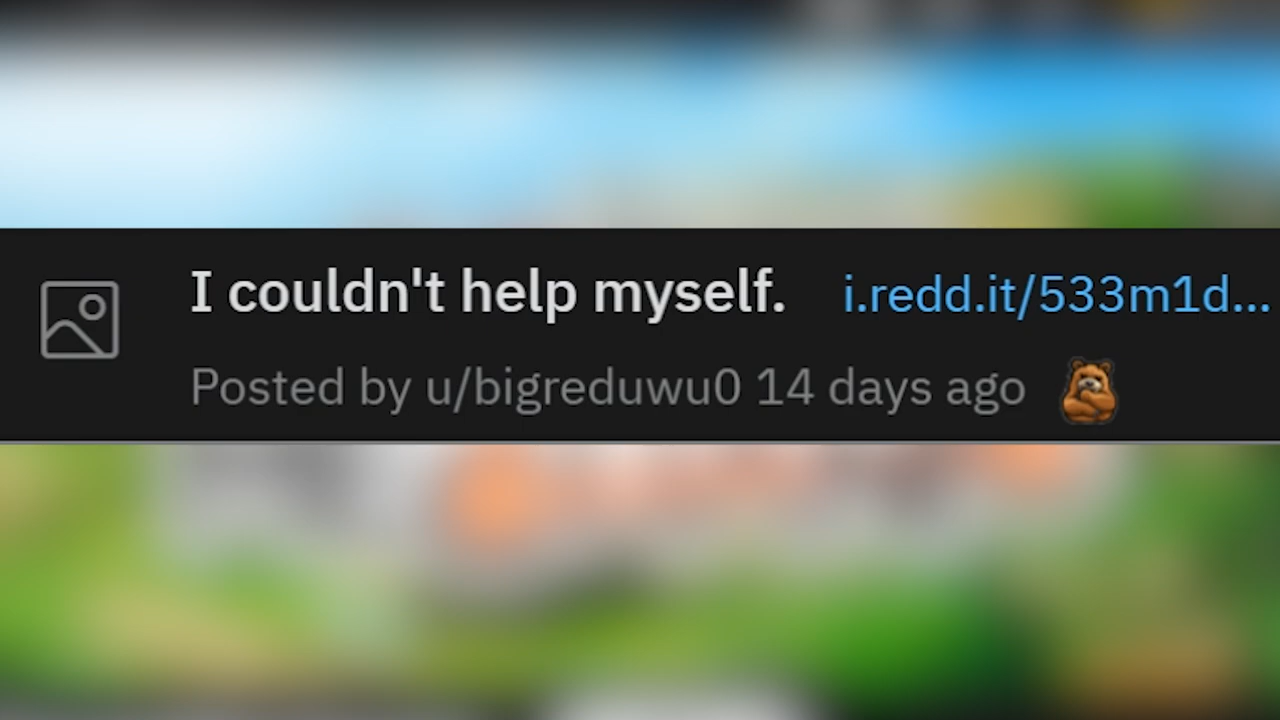 I couldn't help myself. i.redd.it/533m1d...
Posted by u/bigreduwu0 14 days ago